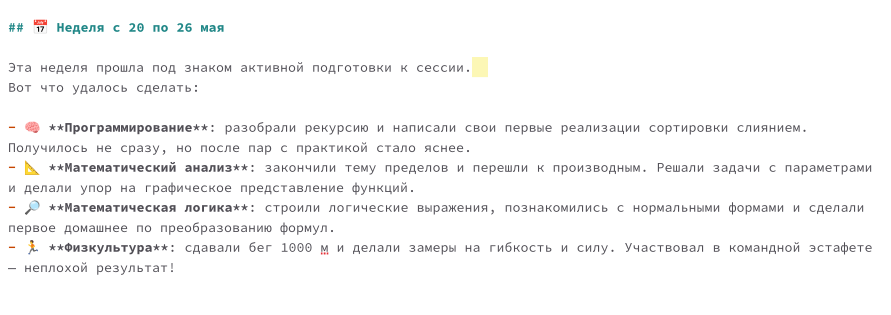 ## 📅 Неделя с 20 по 26 мая
Эта неделя прошла под знаком активной подготовки к сессии.
Вот что удалось сделать:
- 🧠 **Программирование**: разобрали рекурсию и написали свои первые реализации сортировки слиянием.
Получилось не сразу, но после пар с практикой стало яснее.
- 📐 **Математический анализ**: закончили тему пределов и перешли к производным. Решали задачи с параметрами
и делали упор на графическое представление функций.
- 🔎 **Математическая логика**: строили логические выражения, познакомились с нормальными формами и сделали
первое домашнее по преобразованию формул.
- 🏃 **Физкультура**: сдавали бег 1000 м и делали замеры на гибкость и силу. Участвовал в командной эстафете
— неплохой результат!